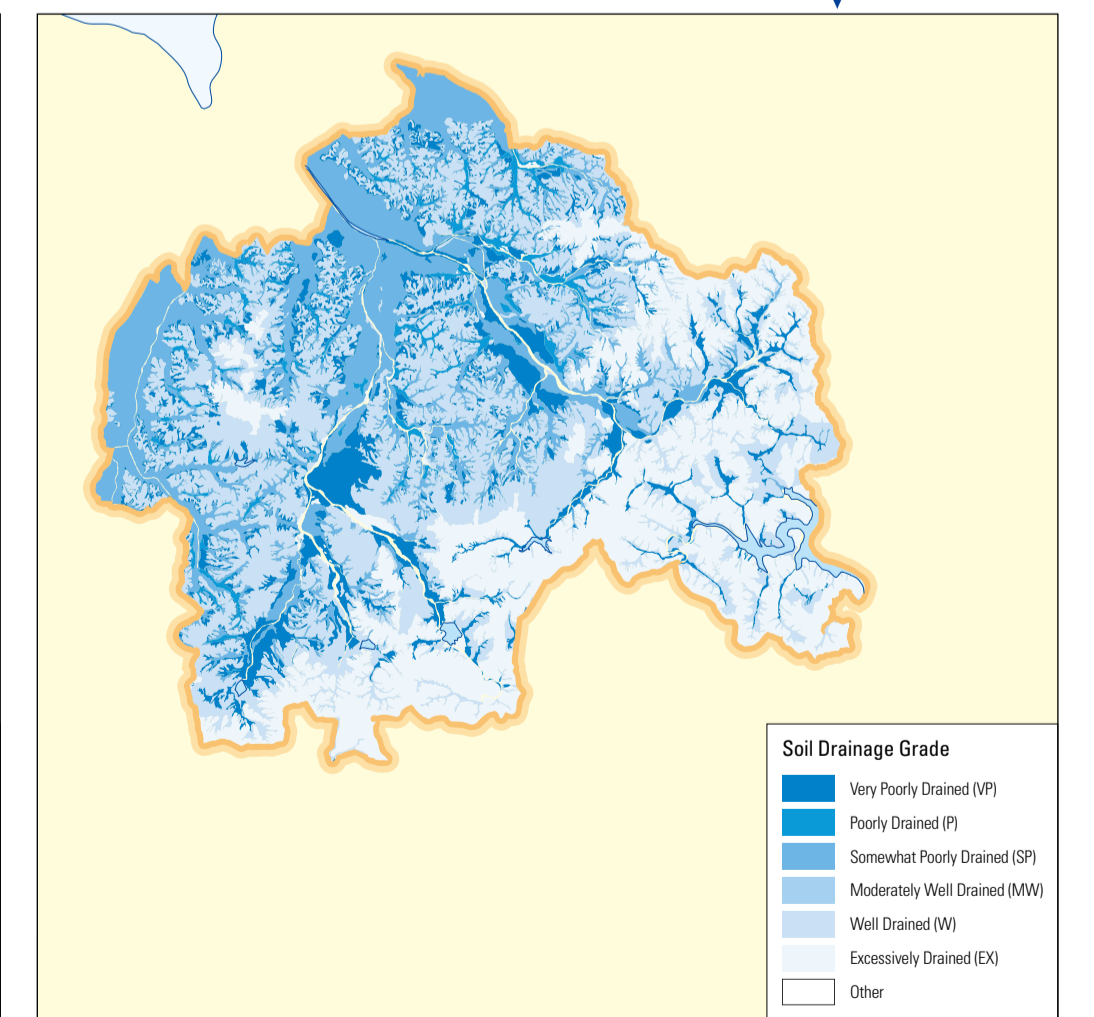 Soil Drainage Grade
Very Poorly Drained (VP)
Poorly Drained (P)
Somewhat Poorly Drained (SP)
Moderately Well Drained (MW)
Well Drained (W)
Excessively Drained (EX)
Other